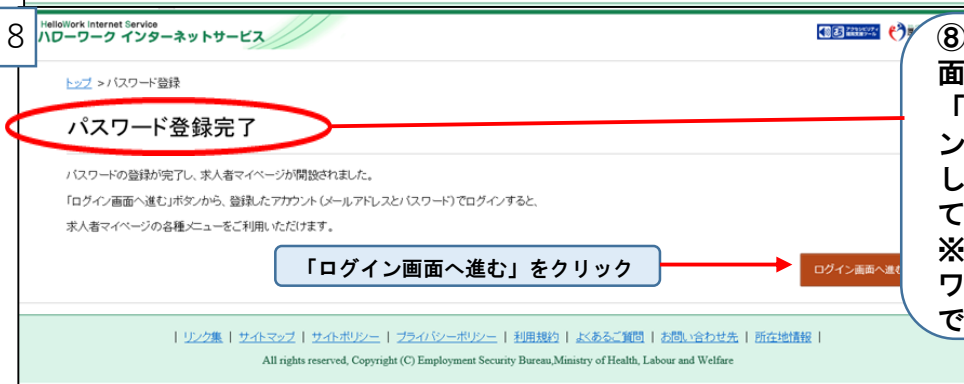 8
HelloWork Internet Service
ハローワーク インターネットサービス
トップ > パスワード登録
パスワード登録完了
パスワードの登録が完了し、求人者マイページが開設されました。
「ログイン画面へ進む」ボタンから、登録したアカウント（メールアドレスとパスワード）でログインすると、
求人者マイページの各種メニューをご利用いただけます。
「ログイン画面へ進む」をクリック
ログイン画面へ進
⑧
面
「
ン
し
て
※
ワ
で
| リンク集 | サイトマップ | サイトポリシー | プライバシーポリシー | 利用規約 | よくあるご質問 | お問い合わせ先 | 所在地情報 |
All rights reserved, Copyright (C) Employment Security Bureau,Ministry of Health, Labour and Welfare